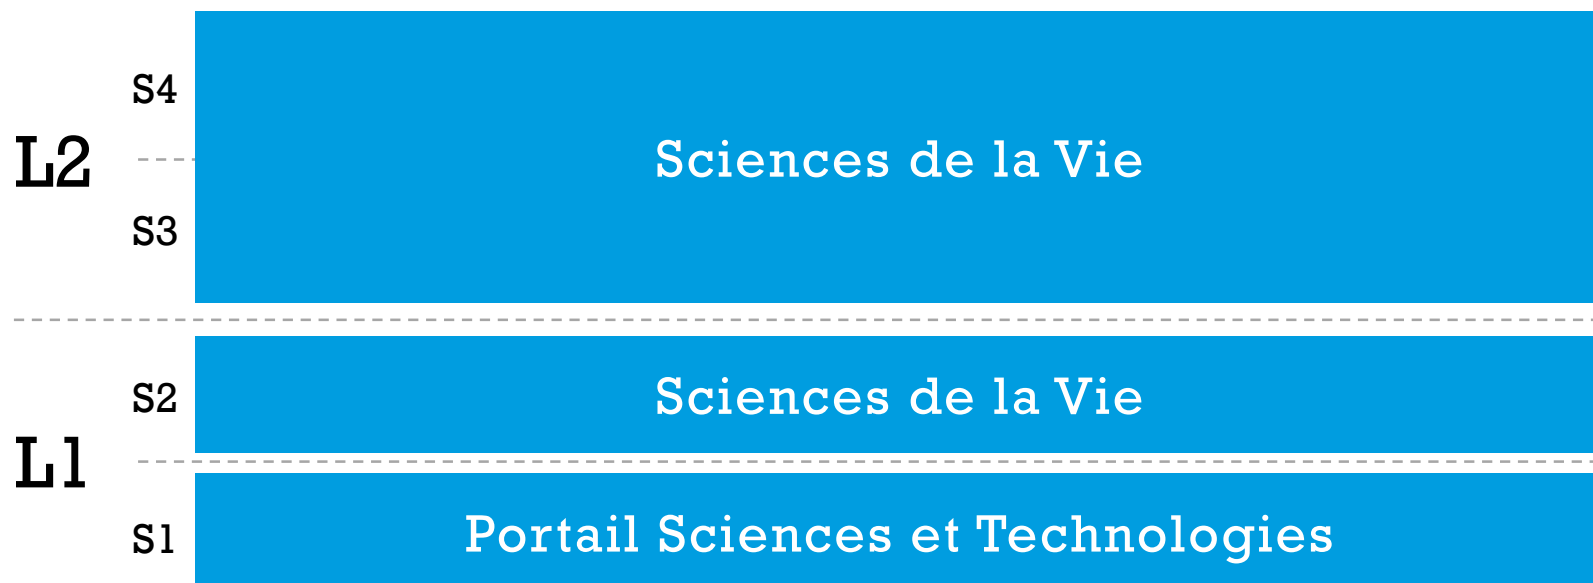 S4
L2
Sciences de la Vie
S3
S2
Sciences de la Vie
L1
S1
Portail Sciences et Technologies